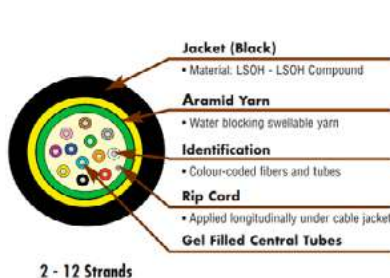 Jacket (Black)
• Material: LSOH - LSOH Compound
Aramid Yarn
• Water blocking swellable yarn
Identification
• Colour-coded fibers and tubes
Rip Cord
• Applied longitudinally under cable jacket
Gel Filled Central Tubes
2 - 12 Strands